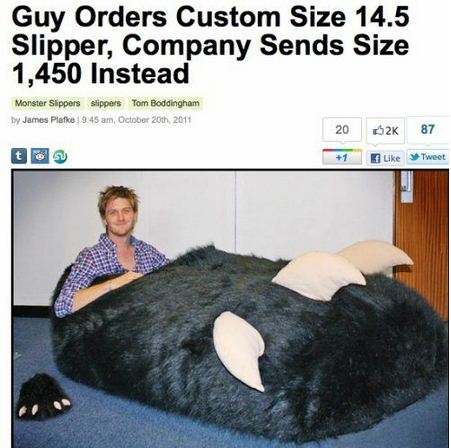 Guy Orders Custom Size 14.5
Slipper, Company Sends Size
1,450 Instead
Monster Slippers slippers Tom Boddingham
by James Plafke | 9:45 am, October 20th, 2011
20 2K 87
t +1 Like Tweet